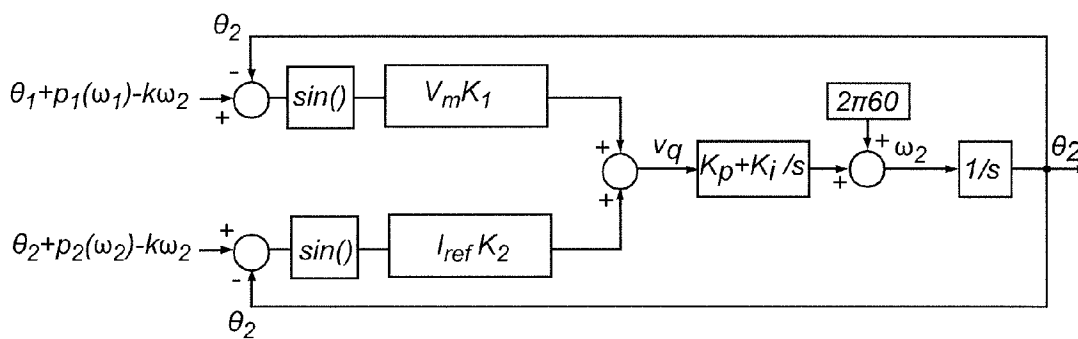 θ2
-
θ1+p1(ω1)-kω2
+
sin()
VmK1
2π60
+
+
vq
Kp+Ki /s
+
ω2
1/s
θ2
+
θ2+p2(ω2)-kω2
+
-
sin()
IrefK2
θ2